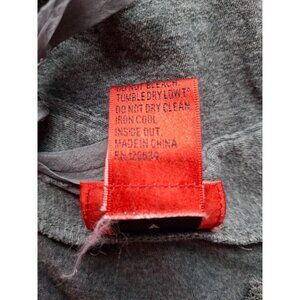 DO NOT BLEACH
TUMBLE DRY LOW T°
DO NOT DRY CLEAN
IRON COOL
INSIDE OUT
MADE IN CHINA